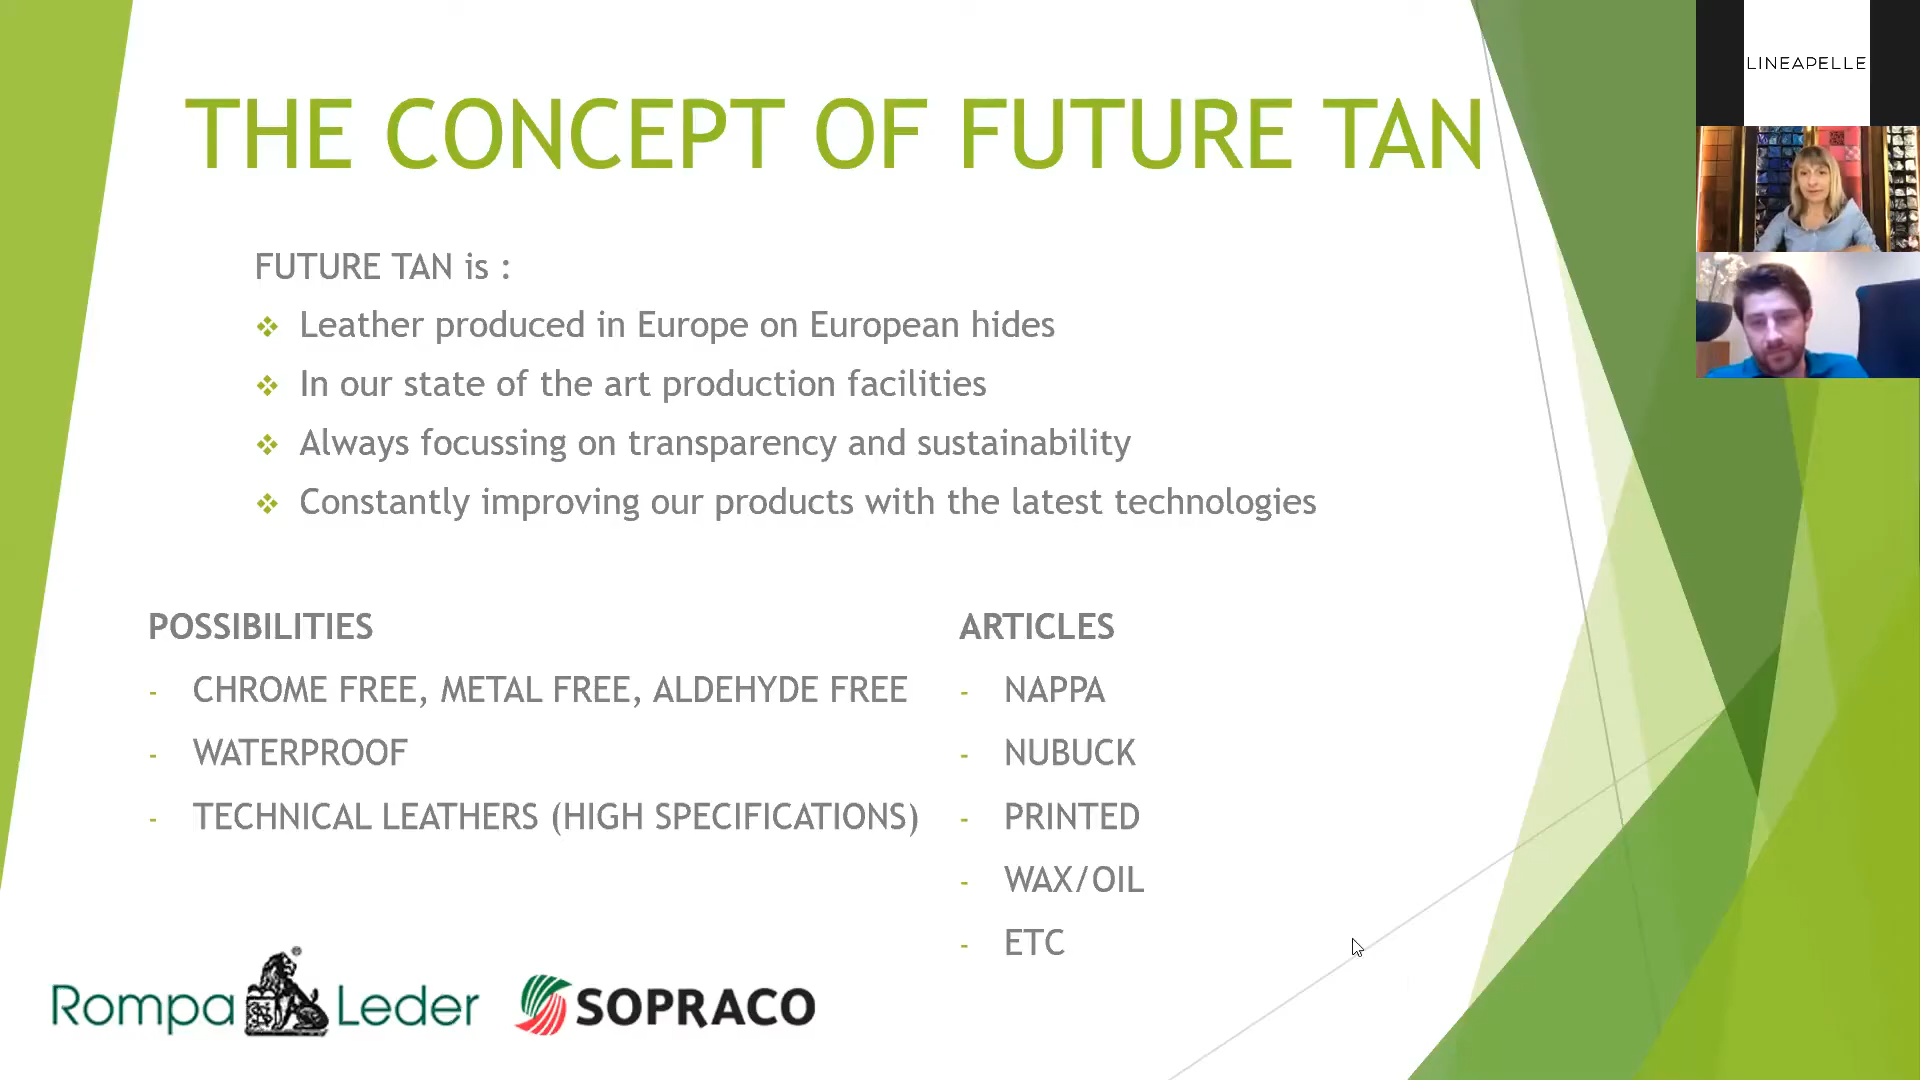 THE CONCEPT OF FUTURE TAN
FUTURE TAN is :
Leather produced in Europe on European hides
In our state of the art production facilities
Always focussing on transparency and sustainability
Constantly improving our products with the latest technologies
POSSIBILITIES
- CHROME FREE, METAL FREE, ALDEHYDE FREE
- WATERPROOF
- TECHNICAL LEATHERS (HIGH SPECIFICATIONS)
ARTICLES
- NAPPA
- NUBUCK
- PRINTED
- WAX/OIL
- ETC
Rompa ® Leder
SOPRACO
LINEAPELLE